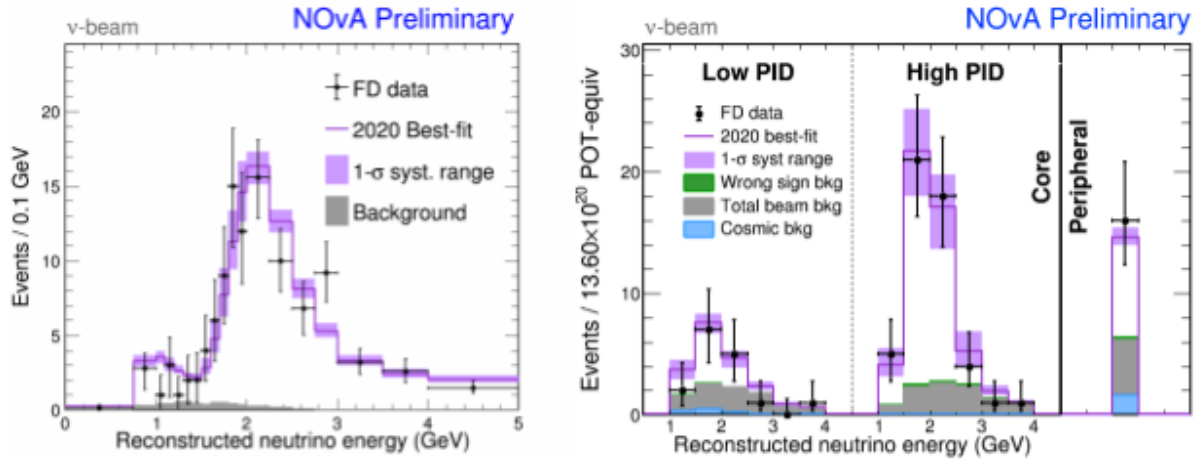 ν-beam
NOνA Preliminary
Events / 0.1 GeV
20
15
10
5
0
FD data
2020 Best-fit
1-σ syst. range
Background
0 1 2 3 4 5
Reconstructed neutrino energy (GeV)
ν-beam
NOνA Preliminary
Events / 13.60×10²⁰ POT-equiv
30
20
10
0
Low PID
High PID
FD data
2020 best-fit
1-σ syst range
Wrong sign bkg
Total beam bkg
Cosmic bkg
Core
Peripheral
1 2 3 4 1 2 3 4
Reconstructed neutrino energy (GeV)